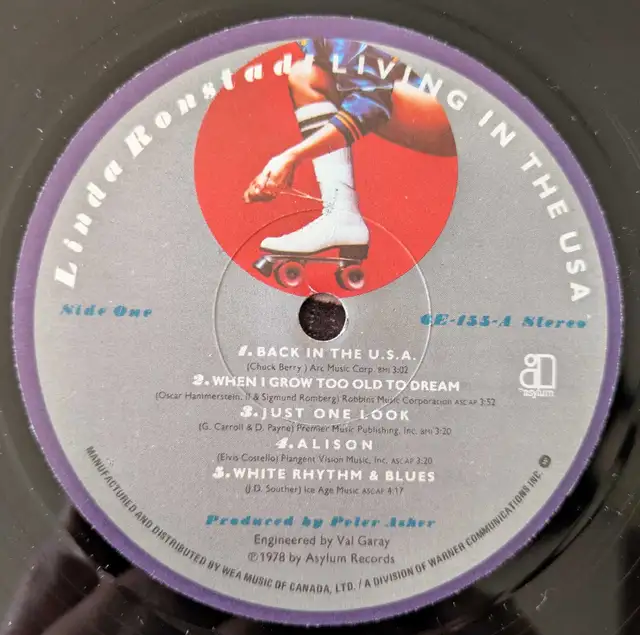 Linda Ronstadt LIVING IN THE USA
Side One
6E-155-A Stereo
1. BACK IN THE U.S.A.
(Chuck Berry ) Arc Music Corp. BMI 3:02
2. WHEN I GROW TOO OLD TO DREAM
(Oscar Hammerstein, II & Sigmund Romberg) Robbins Music Corporation ASCAP 3:52
3. JUST ONE LOOK
(G. Carroll & D. Payne) Premier Music Publishing, Inc. BMI 3:20
4. ALISON
(Elvis Costello) Plangent Vision Music, Inc. ASCAP 3:20
5. WHITE RHYTHM & BLUES
(J.D. Souther) Ice Age Music ASCAP 4:17
asylum
Produced by Peter Asher
Engineered by Val Garay
℗1978 by Asylum Records
MANUFACTURED AND DISTRIBUTED BY WEA MUSIC OF CANADA, LTD. / A DIVISION OF WARNER COMMUNICATIONS INC.